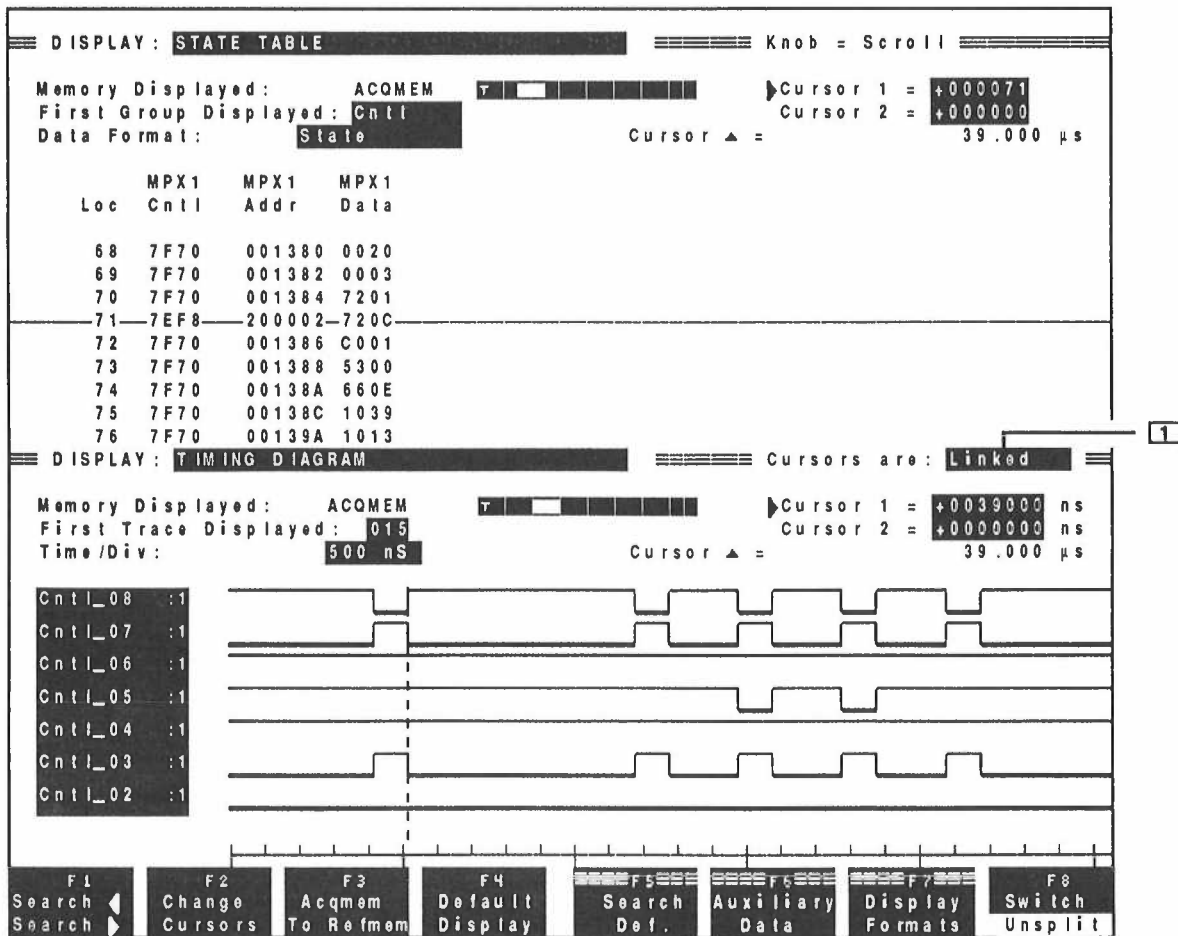 DISPLAY: STATE TABLE Knob = Scroll
Memory Displayed: ACQMEM T Cursor 1 = +000071
First Group Displayed: Cntl Cursor 2 = +000000
Data Format: State Cursor ▲ = 39.000 µs
MPX1 MPX1 MPX1
Loc Cntl Addr Data
68 7F70 001380 0020
69 7F70 001382 0003
70 7F70 001384 7201
71 7EF8 200002 720C
72 7F70 001386 C001
73 7F70 001388 5300
74 7F70 00138A 660E
75 7F70 00138C 1039
76 7F70 00139A 1013
1
DISPLAY: TIMING DIAGRAM Cursors are: Linked
Memory Displayed: ACQMEM T Cursor 1 = +0039000 ns
First Trace Displayed: 015 Cursor 2 = +0000000 ns
Time/Div: 500 nS Cursor ▲ = 39.000 µs
Cntl_08 :1
Cntl_07 :1
Cntl_06 :1
Cntl_05 :1
Cntl_04 :1
Cntl_03 :1
Cntl_02 :1
F1 F2 F3 F4 F5 F6 F7 F8
Search Change Acqmem Default Search Auxiliary Display Switch
Search Cursors To Refmem Display Def. Data Formats Unsplit